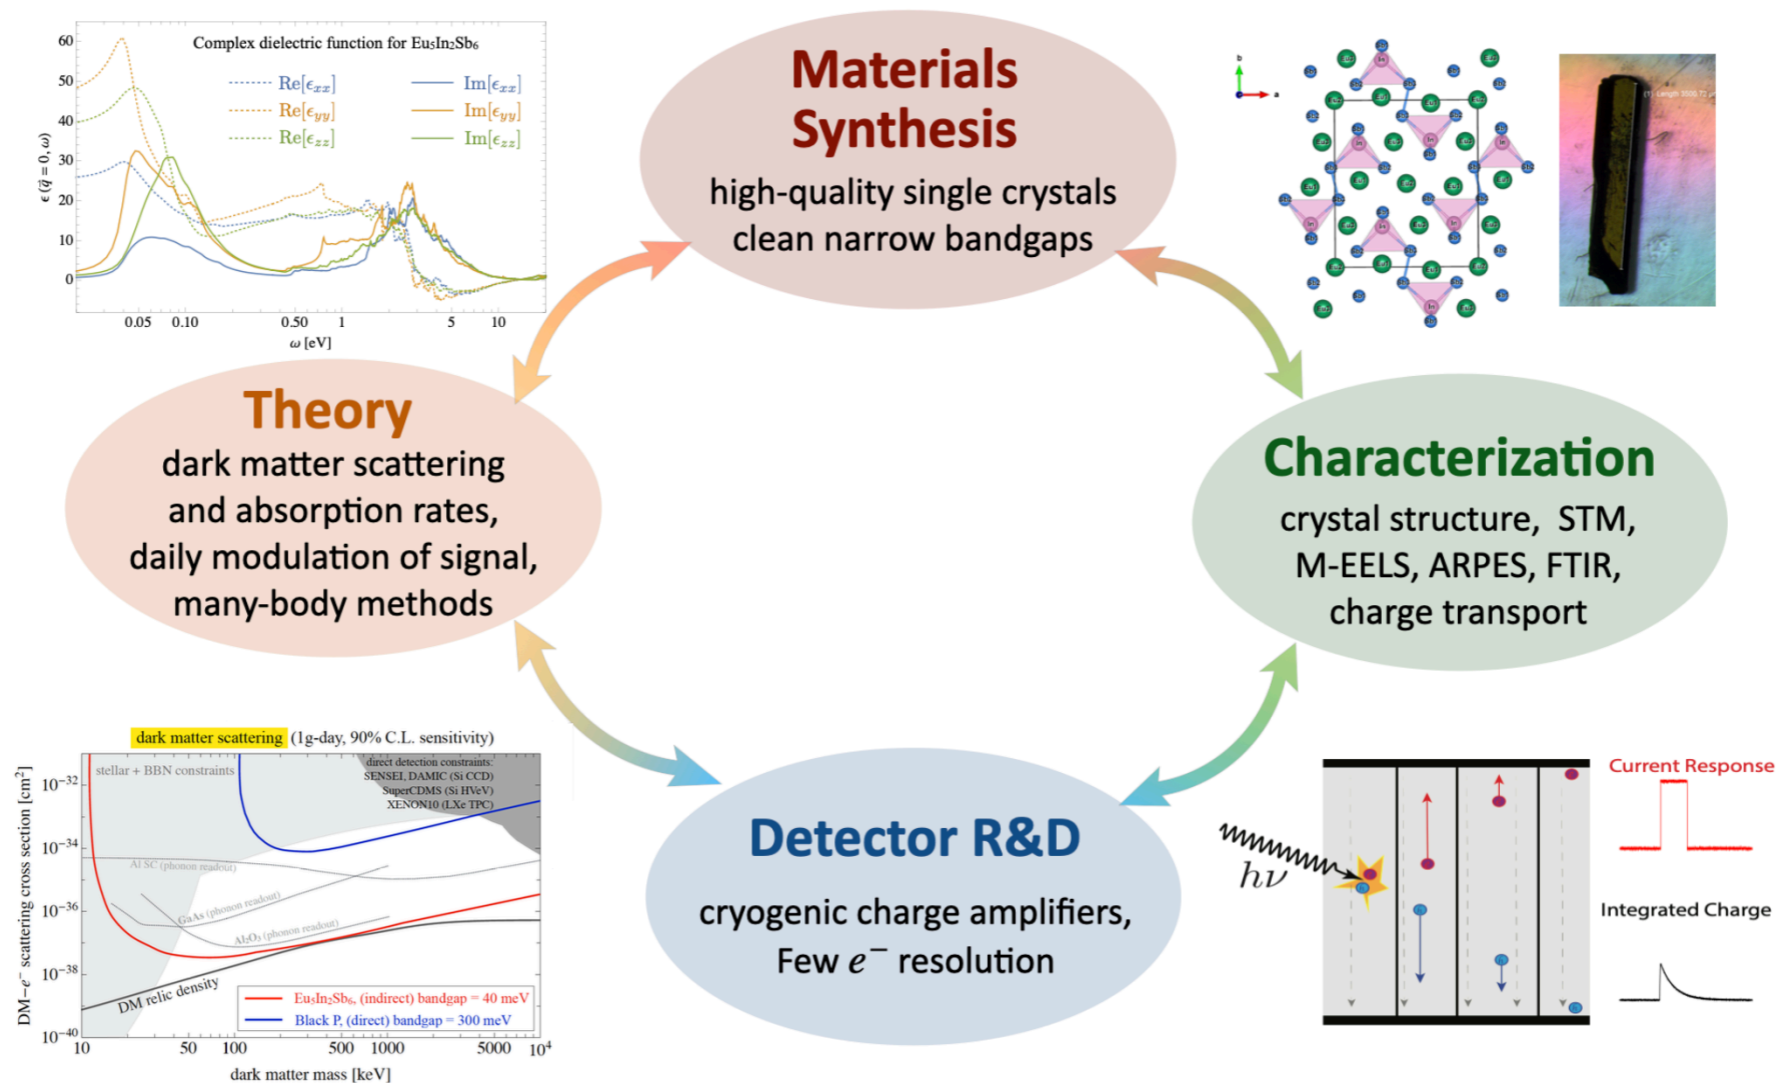 Complex dielectric function for Eu₅In₂Sb₆
Re[ϵxx] Im[ϵxx]
Re[ϵyy] Im[ϵyy]
Re[ϵzz] Im[ϵzz]
ϵ (q⃗ = 0, ω)
60
50
40
30
20
10
0
0.05 0.10 0.50 1 5 10
ω [eV]
Materials
Synthesis
high-quality single crystals
clean narrow bandgaps
b
a
Theory
dark matter scattering
and absorption rates,
daily modulation of signal,
many-body methods
Characterization
crystal structure, STM,
M-EELS, ARPES, FTIR,
charge transport
Detector R&D
cryogenic charge amplifiers,
Few e⁻ resolution
dark matter scattering (1g-day, 90% C.L. sensitivity)
stellar + BBN constraints
direct detection constraints:
SENSEI, DAMIC (Si CCD)
SuperCDMS (Si HVeV)
XENON10 (LXe TPC)
Al SC (phonon readout)
GaAs (phonon readout)
Al₂O₃ (phonon readout)
DM relic density
Eu₅In₂Sb₆, (indirect) bandgap = 40 meV
Black P, (direct) bandgap = 300 meV
DM−e⁻ scattering cross section [cm²]
10⁻³²
10⁻³⁴
10⁻³⁶
10⁻³⁸
10⁻⁴⁰
10 50 100 500 1000 5000 10⁴
dark matter mass [keV]
hν
Current Response
Integrated Charge